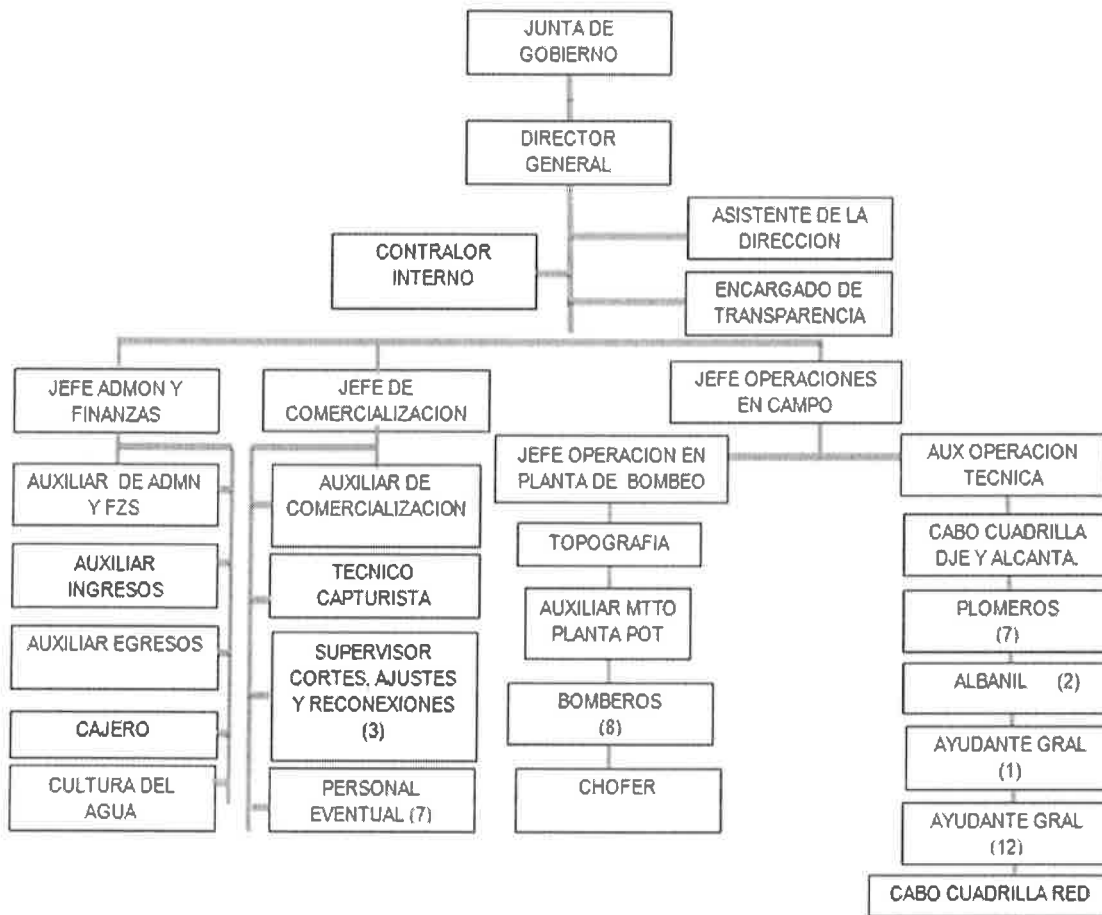 JUNTA DE
GOBIERNO
DIRECTOR
GENERAL
ASISTENTE DE LA
DIRECCION
CONTRALOR
INTERNO
ENCARGADO DE
TRANSPARENCIA
JEFE ADMON Y
FINANZAS
JEFE DE
COMERCIALIZACION
JEFE OPERACIONES
EN CAMPO
AUXILIAR DE ADMN
Y FZS
AUXILIAR
INGRESOS
AUXILIAR EGRESOS
CAJERO
CULTURA DEL
AGUA
AUXILIAR DE
COMERCIALIZACION
TECNICO
CAPTURISTA
SUPERVISOR
CORTES, AJUSTES
Y RECONEXIONES
(3)
PERSONAL
EVENTUAL (7)
JEFE OPERACION EN
PLANTA DE BOMBEO
TOPOGRAFIA
AUXILIAR MTTO
PLANTA POT
BOMBEROS
(8)
CHOFER
AUX OPERACION
TECNICA
CABO CUADRILLA
DJE Y ALCANTA.
PLOMEROS
(7)
ALBANIL (2)
AYUDANTE GRAL
(1)
AYUDANTE GRAL
(12)
CABO CUADRILLA RED